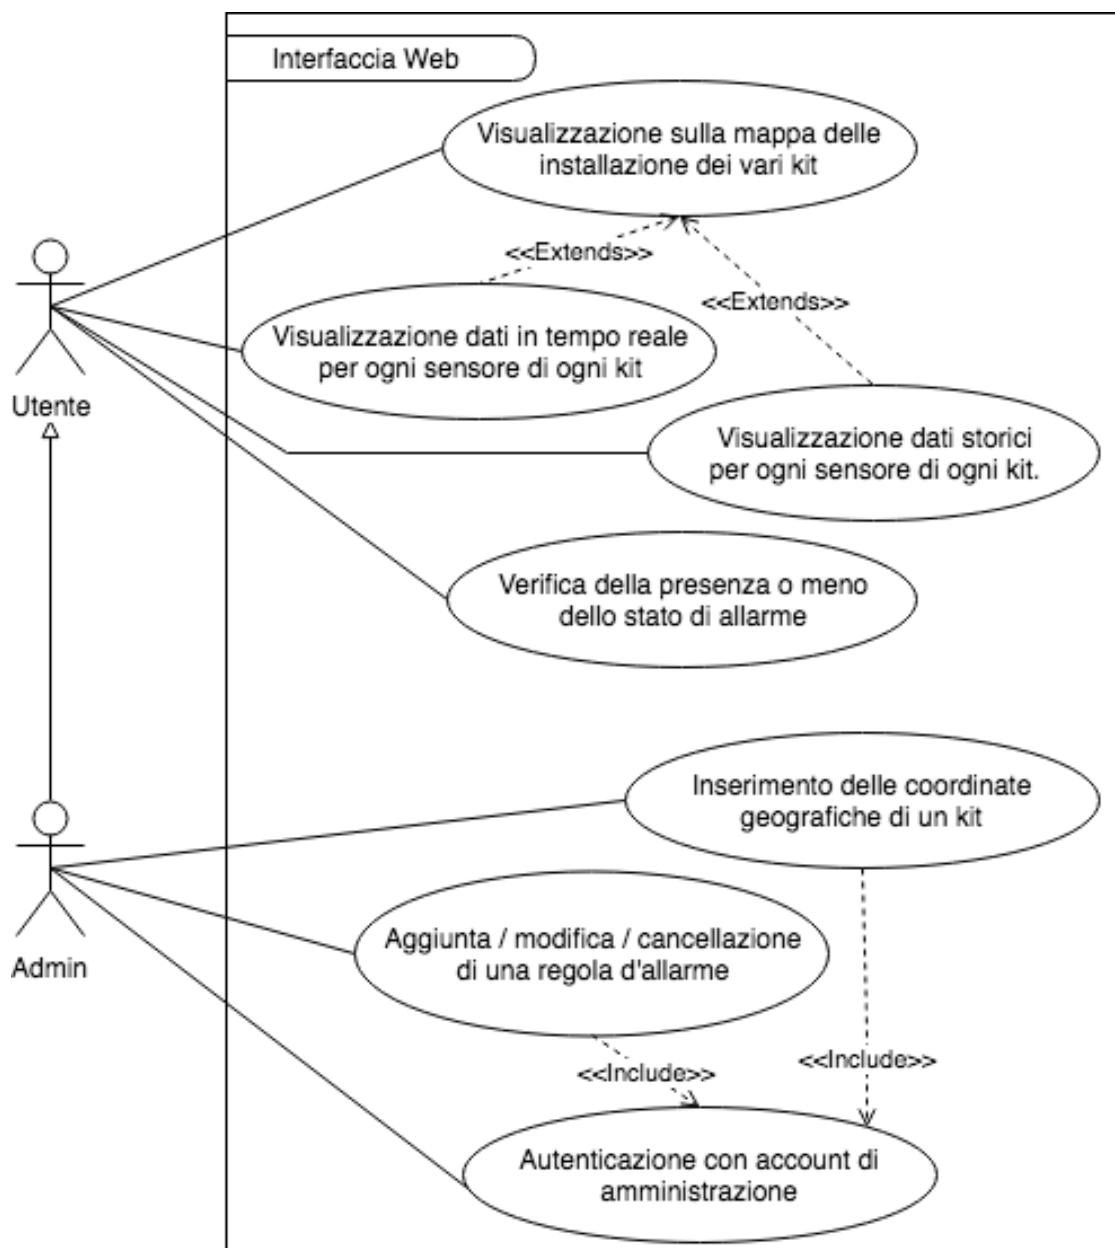 Interfaccia Web
Visualizzazione sulla mappa delle
installazione dei vari kit
<<Extends>>
<<Extends>>
Visualizzazione dati in tempo reale
per ogni sensore di ogni kit
Utente
Visualizzazione dati storici
per ogni sensore di ogni kit.
Verifica della presenza o meno
dello stato di allarme
Inserimento delle coordinate
geografiche di un kit
Admin
Aggiunta / modifica / cancellazione
di una regola d'allarme
<<Include>>
<<Include>>
Autenticazione con account di
amministrazione